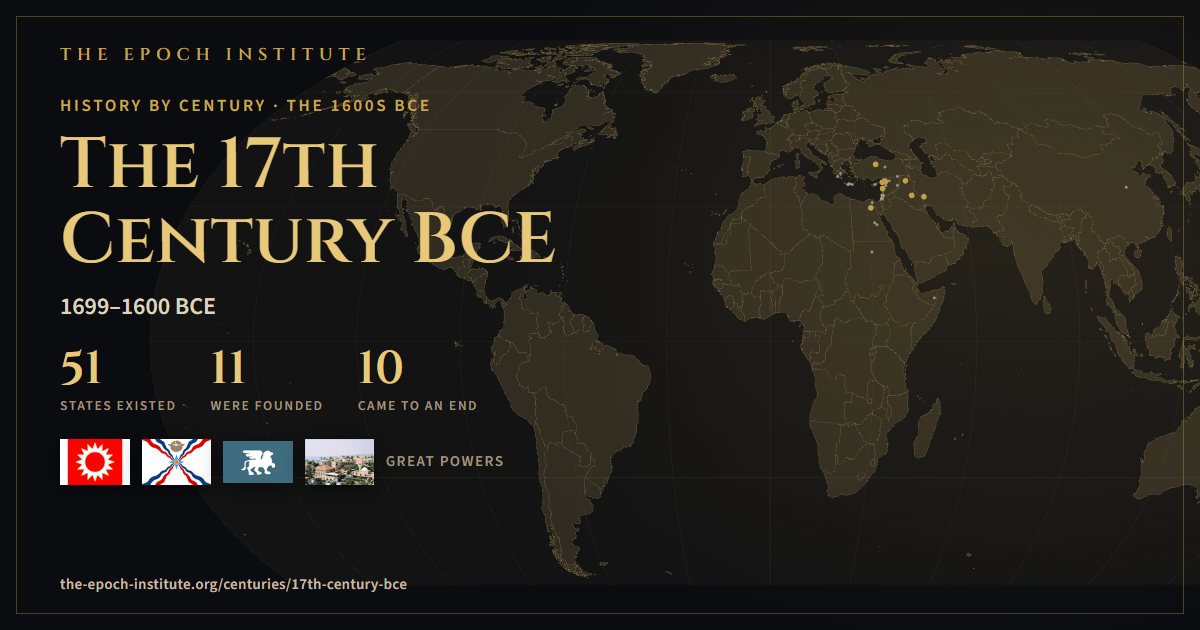 THE EPOCH INSTITUTE
HISTORY BY CENTURY · THE 1600S BCE
THE 17TH
CENTURY BCE
1699–1600 BCE
51
11
10
STATES EXISTED
WERE FOUNDED
CAME TO AN END
GREAT POWERS
the-epoch-institute.org/centuries/17th-century-bce